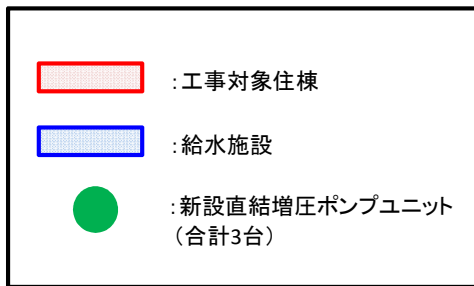 ：工事対象住棟
：給水施設
：新設直結増圧ポンプユニット
（合計3台）